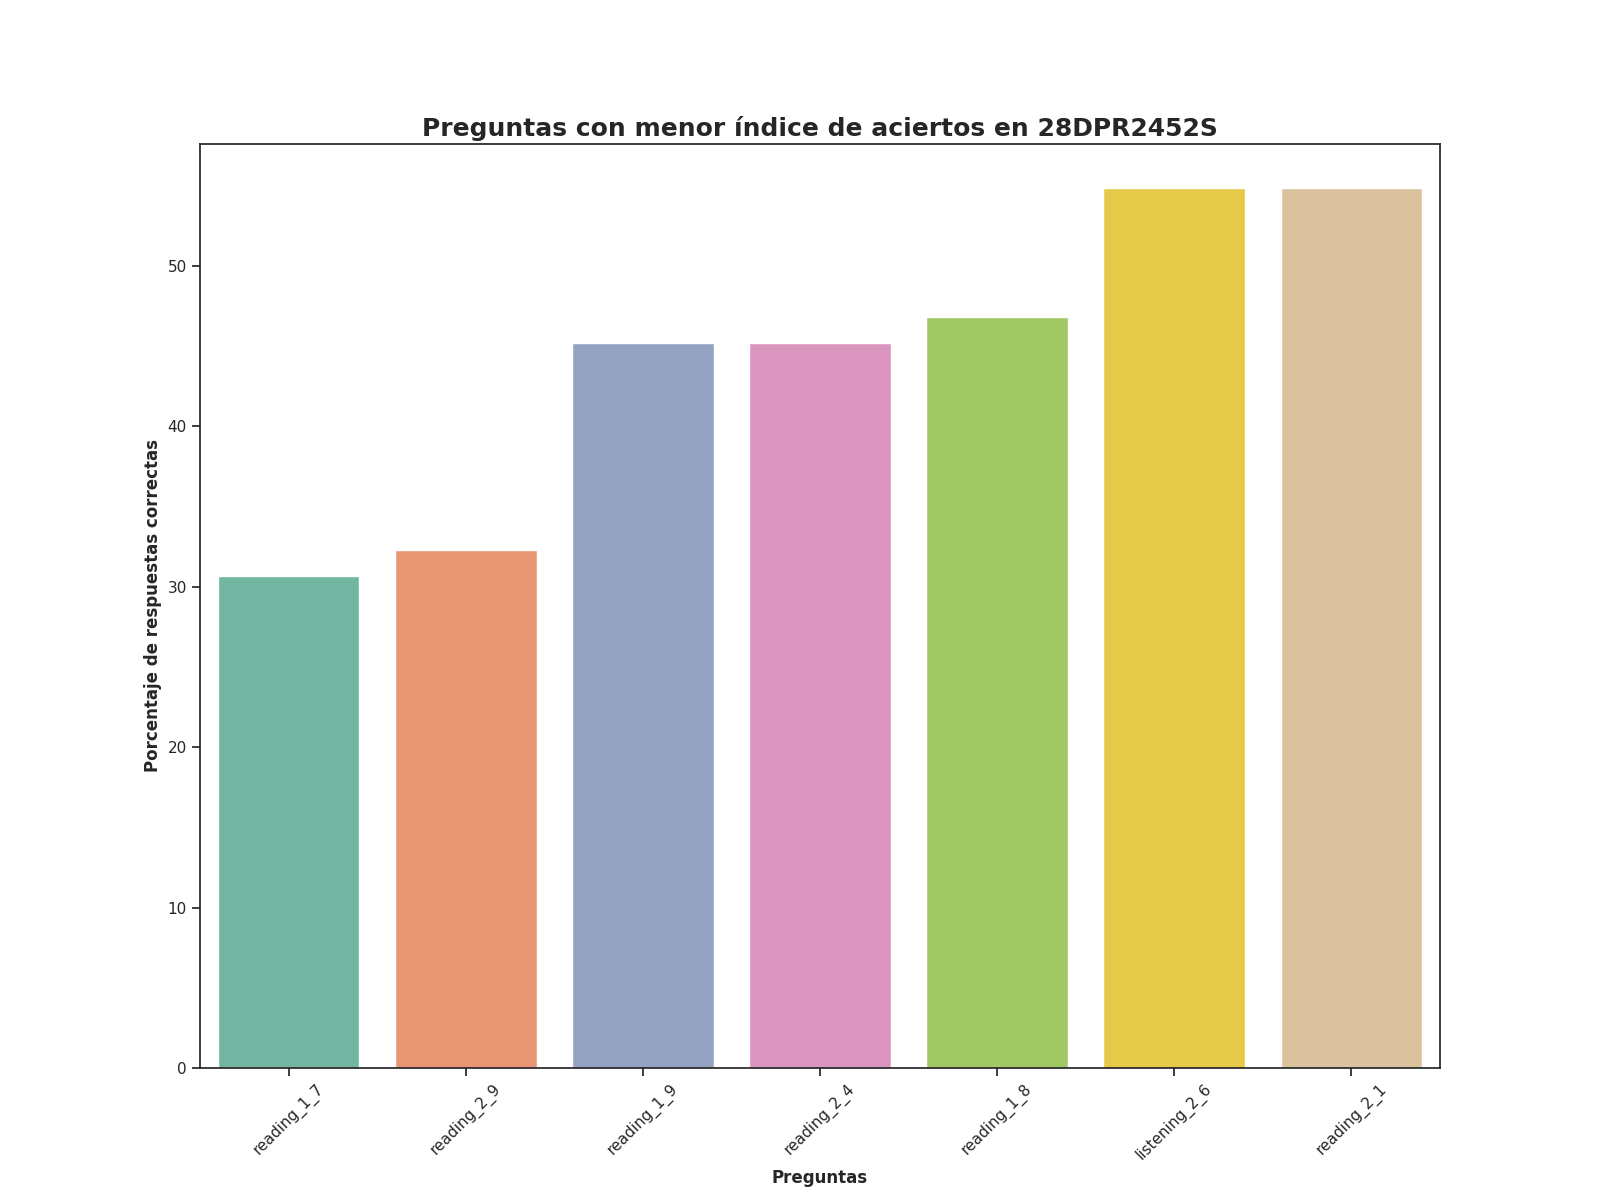 Preguntas con menor índice de aciertos en 28DPR2452S
Porcentaje de respuestas correctas
50
40
30
20
10
0
reading_1_7
reading_2_9
reading_1_9
reading_2_4
reading_1_8
listening_2_6
reading_2_1
Preguntas